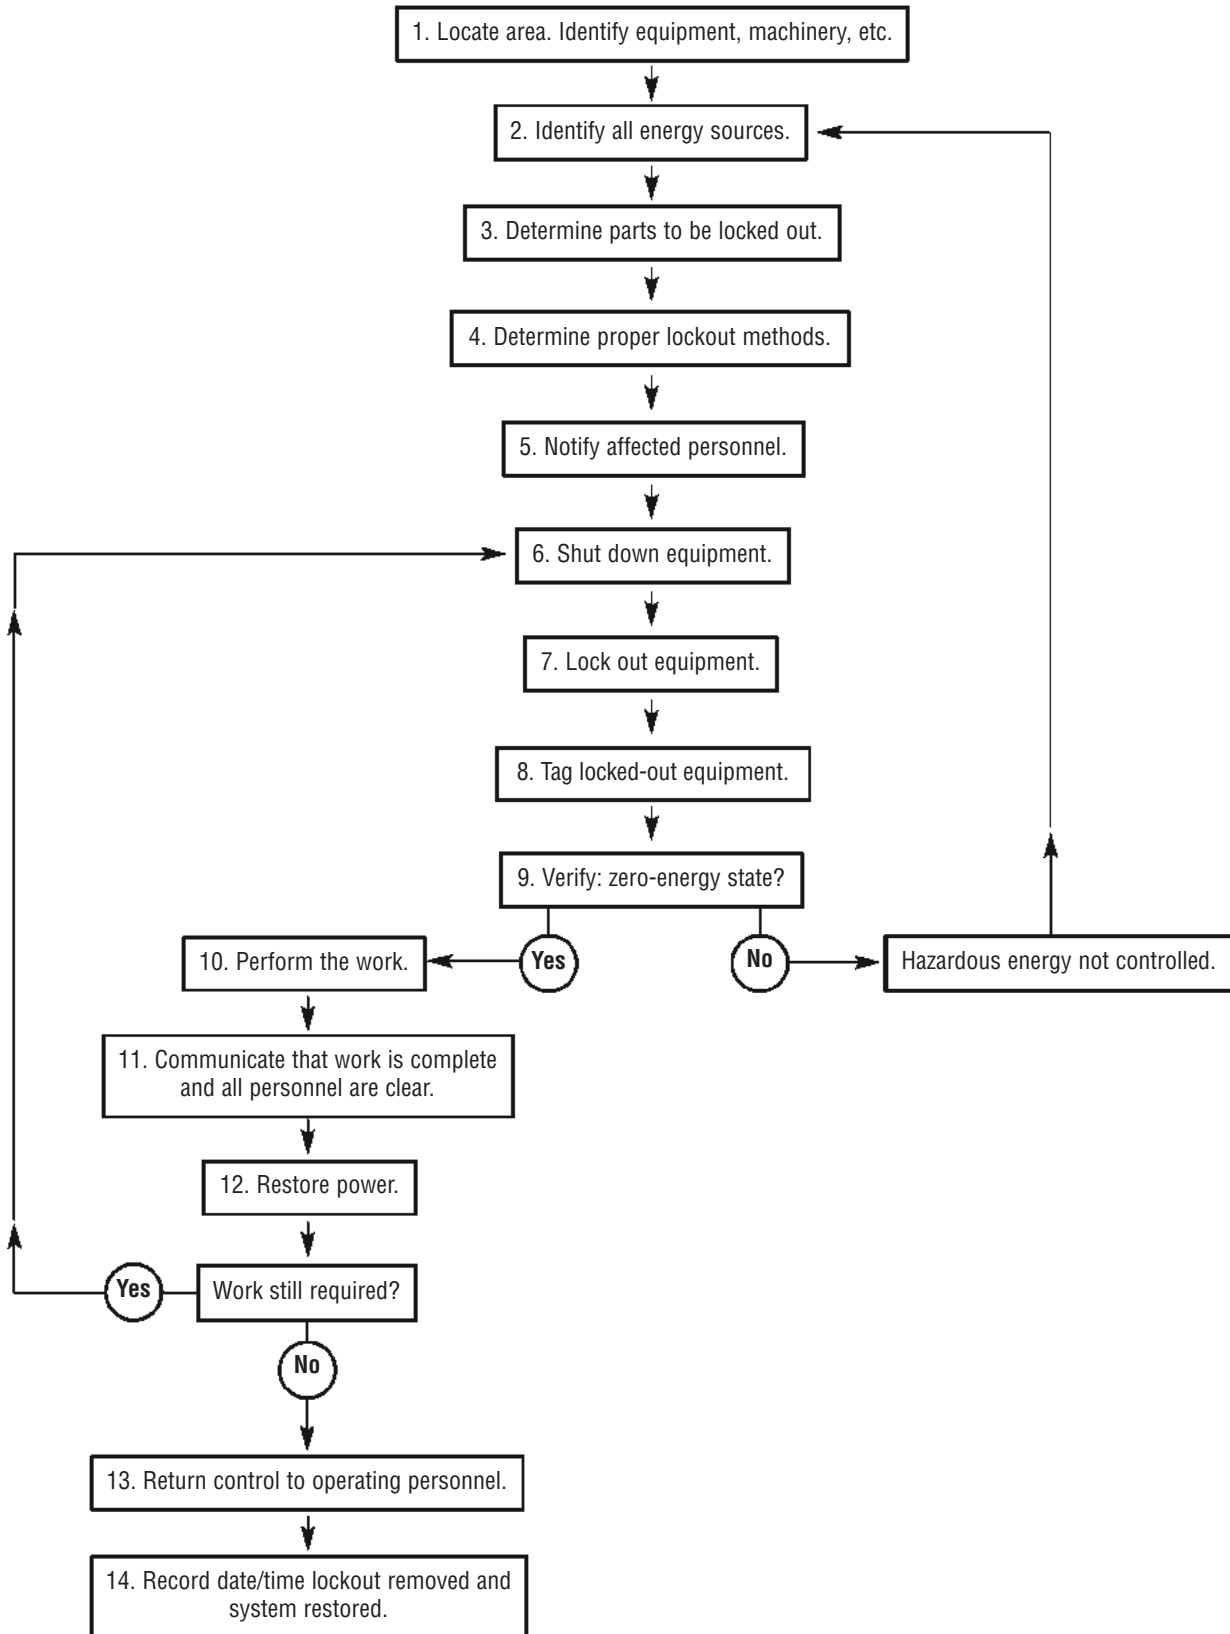 1. Locate area. Identify equipment, machinery, etc.
2. Identify all energy sources.
3. Determine parts to be locked out.
4. Determine proper lockout methods.
5. Notify affected personnel.
6. Shut down equipment.
7. Lock out equipment.
8. Tag locked-out equipment.
9. Verify: zero-energy state?
Yes
No
Hazardous energy not controlled.
10. Perform the work.
11. Communicate that work is complete
and all personnel are clear.
12. Restore power.
Work still required?
Yes
No
13. Return control to operating personnel.
14. Record date/time lockout removed and
system restored.